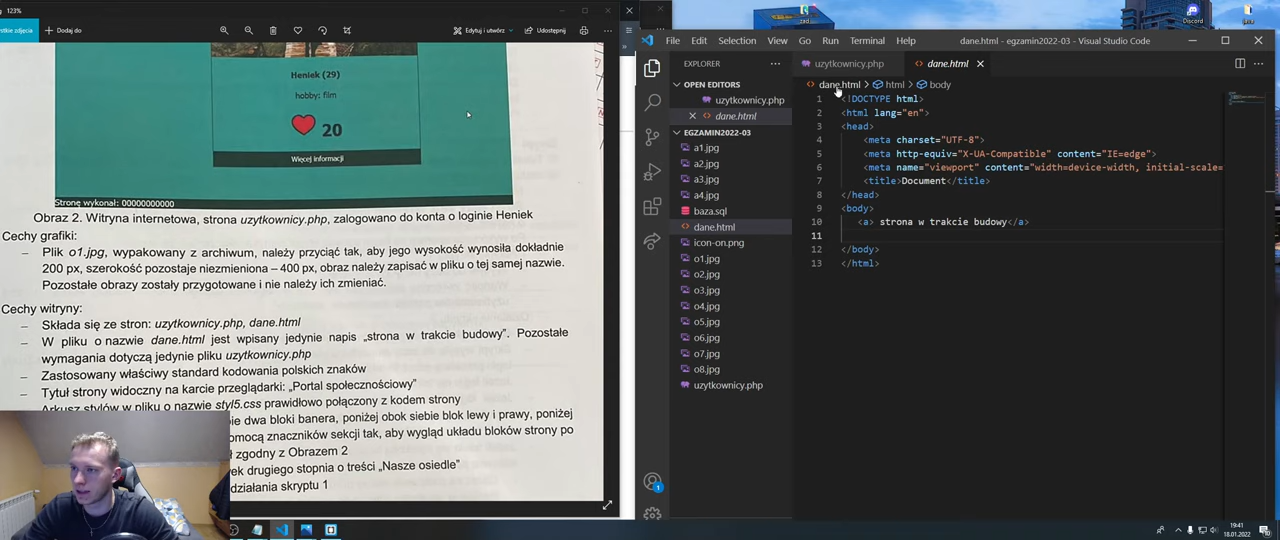 123%
stkie zdjęcia
Dodaj do
Edytuj i utwórz
Udostępnij
Heniek (29)
hobby: film
20
Więcej informacji
Stronę wykonał: 00000000000
Obraz 2. Witryna internetowa, strona uzytkownicy.php, zalogowano do konta o loginie Heniek
Cechy grafiki:
– Plik o1.jpg, wypakowany z archiwum, należy przyciąć tak, aby jego wysokość wynosiła dokładnie
200 px, szerokość pozostaje niezmieniona – 400 px, obraz należy zapisać w pliku o tej samej nazwie.
Pozostałe obrazy zostały przygotowane i nie należy ich zmieniać.
Cechy witryny:
– Składa się ze stron: uzytkownicy.php, dane.html
– W pliku o nazwie dane.html jest wpisany jedynie napis „strona w trakcie budowy”. Pozostałe
wymagania dotyczą jedynie pliku uzytkownicy.php
– Zastosowany właściwy standard kodowania polskich znaków
– Tytuł strony widoczny na karcie przeglądarki: „Portal społecznościowy”
– Arkusz stylów w pliku o nazwie styl5.css prawidłowo połączony z kodem strony
bie dwa bloki banera, poniżej obok siebie blok lewy i prawy, poniżej
pomocą znaczników sekcji tak, aby wygląd układu bloków strony po
ł zgodny z Obrazem 2
wek drugiego stopnia o treści „Nasze osiedle”
działania skryptu 1
zad
Discord
File Edit Selection View Go Run Terminal Help
dane.html - egzamin2022-03 - Visual Studio Code
EXPLORER
OPEN EDITORS
uzytkownicy.php
dane.html
EGZAMIN2022-03
a1.jpg
a2.jpg
a3.jpg
a4.jpg
baza.sql
dane.html
icon-on.png
o1.jpg
o2.jpg
o3.jpg
o4.jpg
o5.jpg
o6.jpg
o7.jpg
o8.jpg
uzytkownicy.php
1
uzytkownicy.php
dane.html
dane.html > html > body
1 <!DOCTYPE html>
2 <html lang="en">
3 <head>
4 <meta charset="UTF-8">
5 <meta http-equiv="X-UA-Compatible" content="IE=edge">
6 <meta name="viewport" content="width=device-width, initial-scale=
7 <title>Document</title>
8 </head>
9 <body>
10 <a> strona w trakcie budowy</a>
11
12 </body>
13 </html>
19:41
18.01.2022